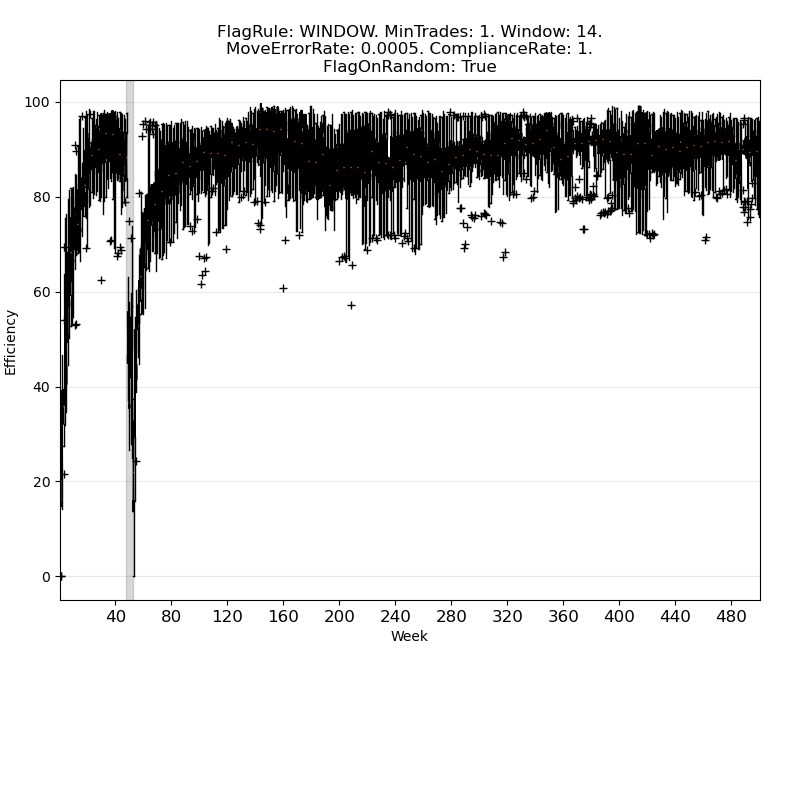 FlagRule: WINDOW. MinTrades: 1. Window: 14.
MoveErrorRate: 0.0005. ComplianceRate: 1.
FlagOnRandom: True
100
80
60
40
20
0
Efficiency
40 80 120 160 200 240 280 320 360 400 440 480
Week